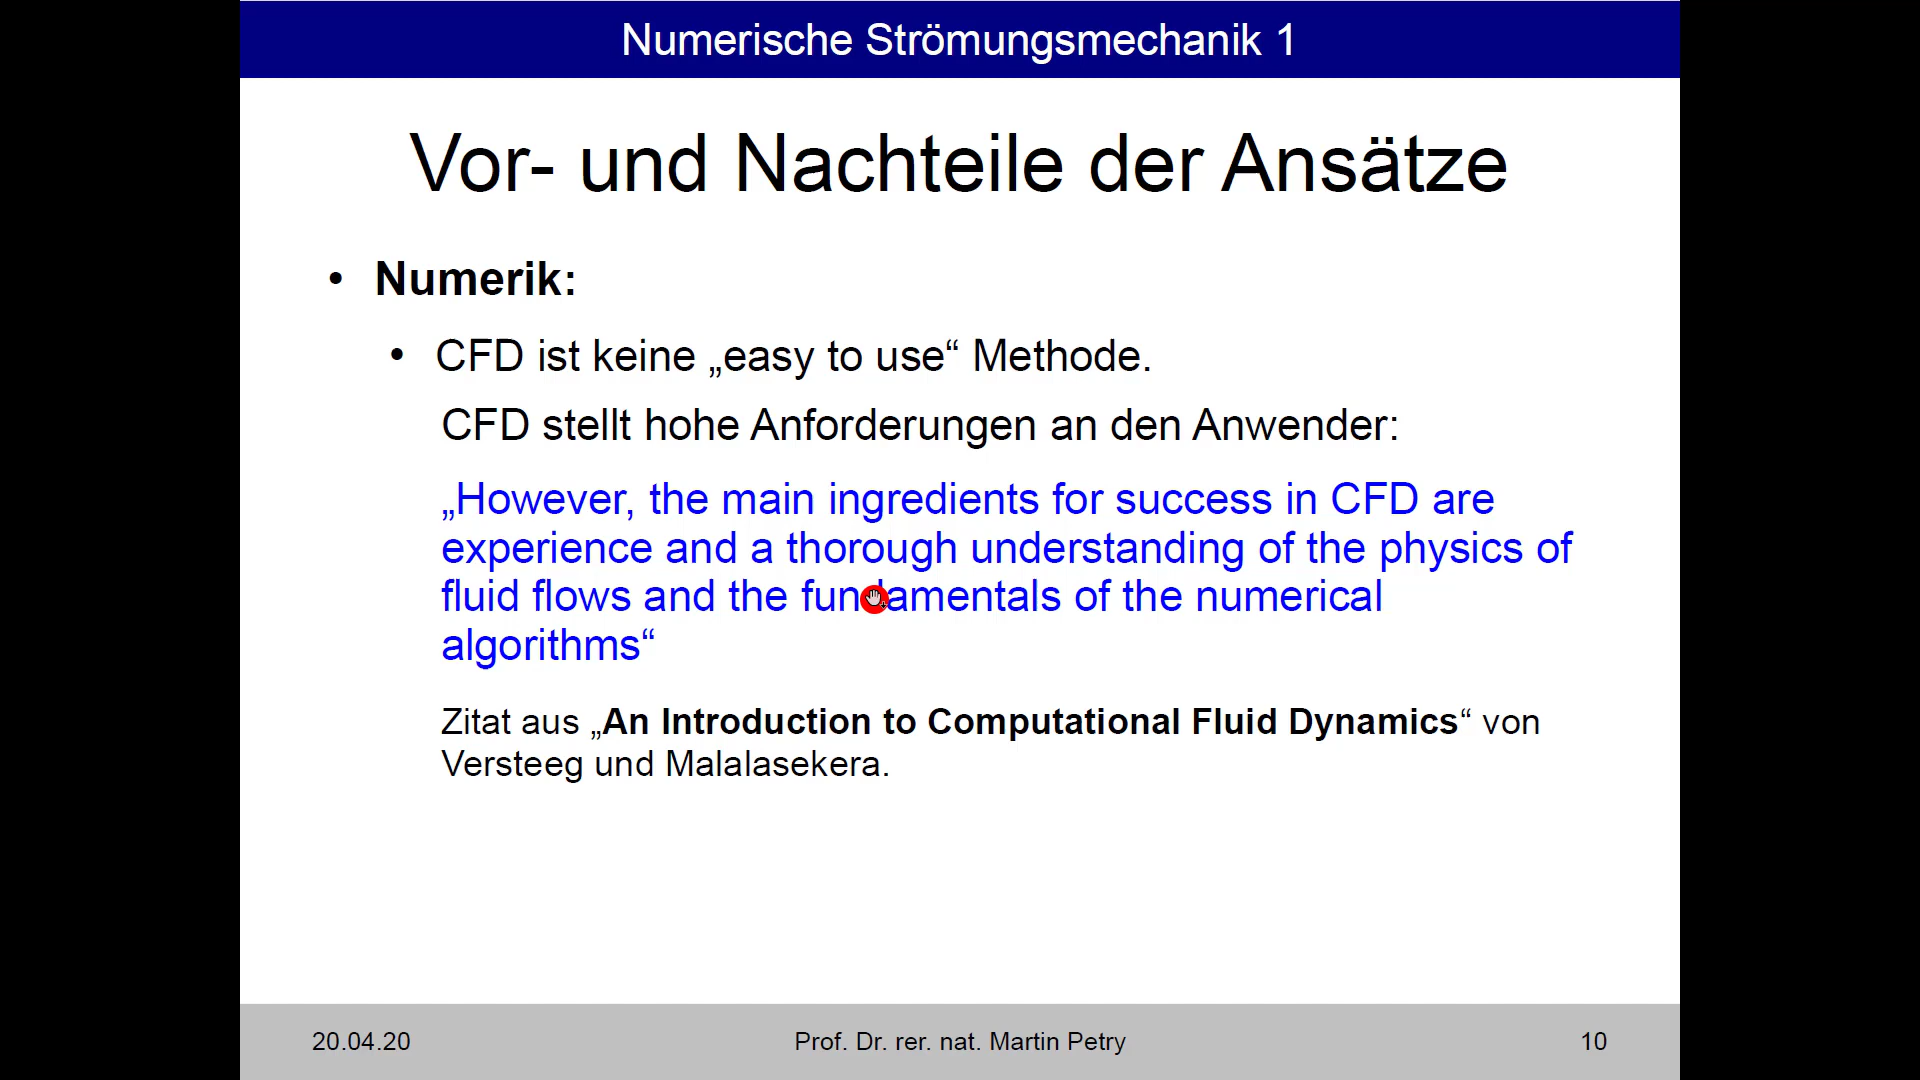 Numerische Strömungsmechanik 1
Vor- und Nachteile der Ansätze
• Numerik:
• CFD ist keine „easy to use“ Methode.
CFD stellt hohe Anforderungen an den Anwender:
„However, the main ingredients for success in CFD are
experience and a thorough understanding of the physics of
fluid flows and the fundamentals of the numerical
algorithms“
Zitat aus „An Introduction to Computational Fluid Dynamics“ von
Versteeg und Malalasekera.
20.04.20
Prof. Dr. rer. nat. Martin Petry
10